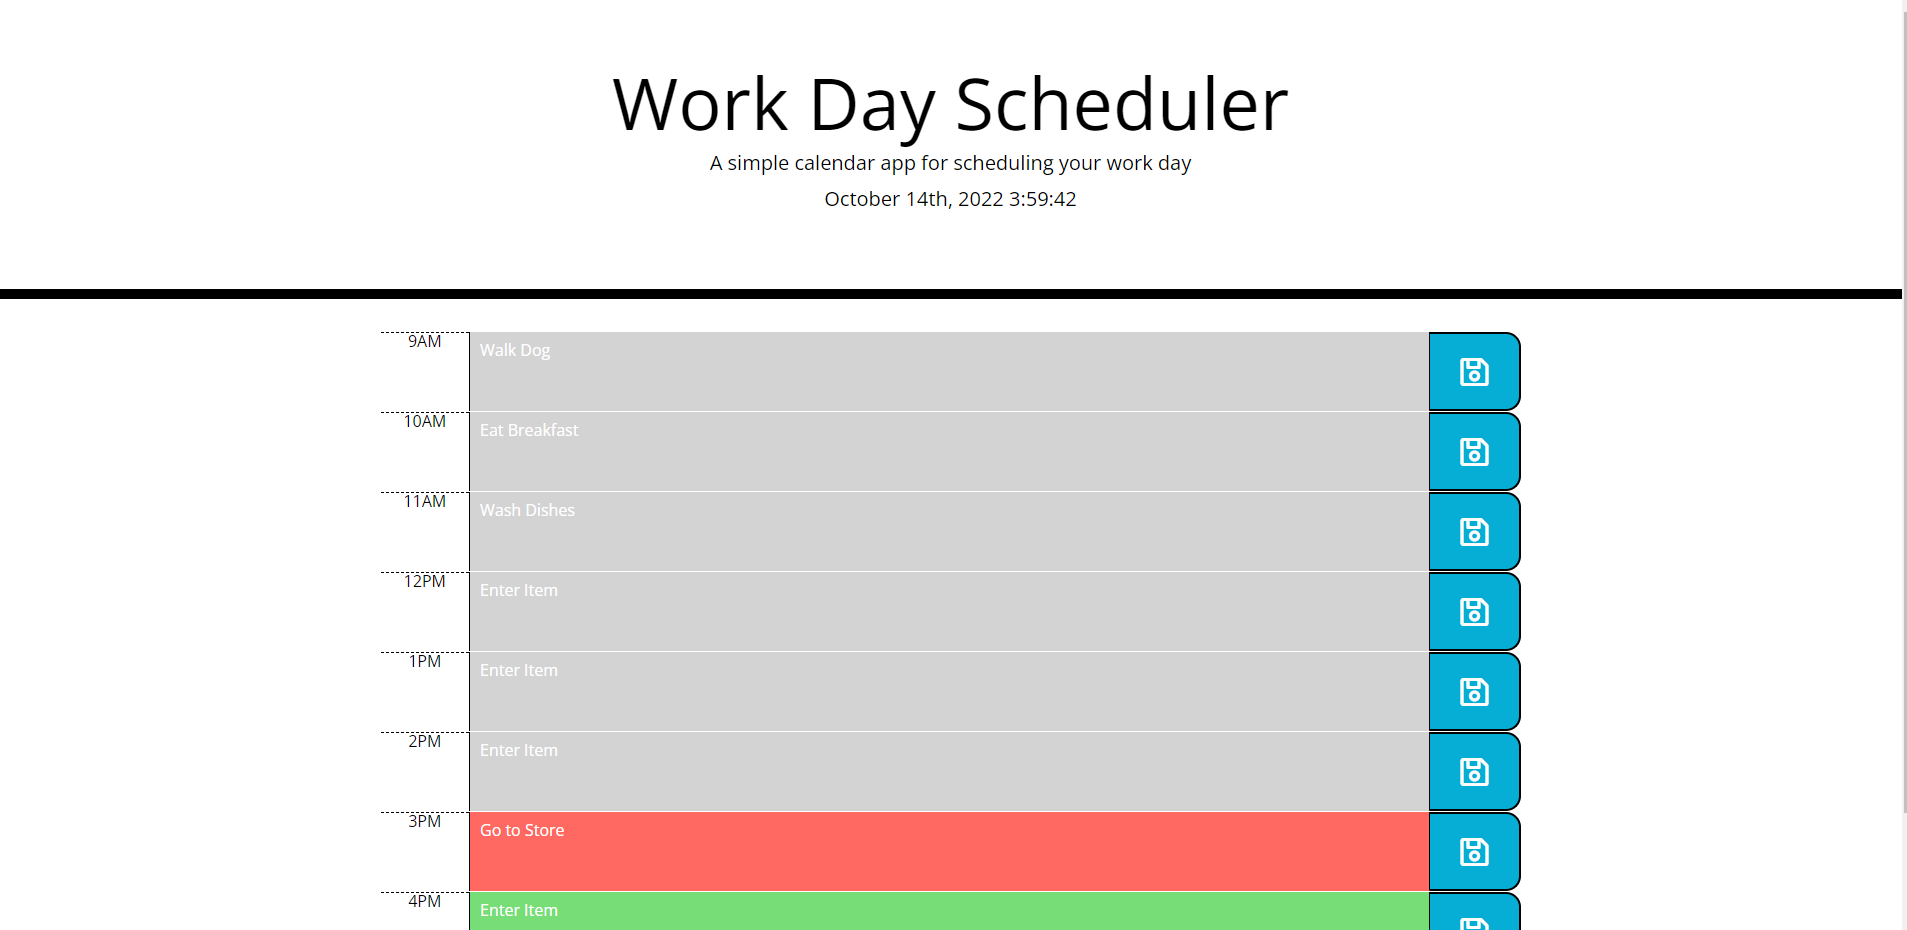 Work Day Scheduler
A simple calendar app for scheduling your work day
October 14th, 2022 3:59:42
9AM Walk Dog
10AM Eat Breakfast
11AM Wash Dishes
12PM Enter Item
1PM Enter Item
2PM Enter Item
3PM Go to Store
4PM Enter Item